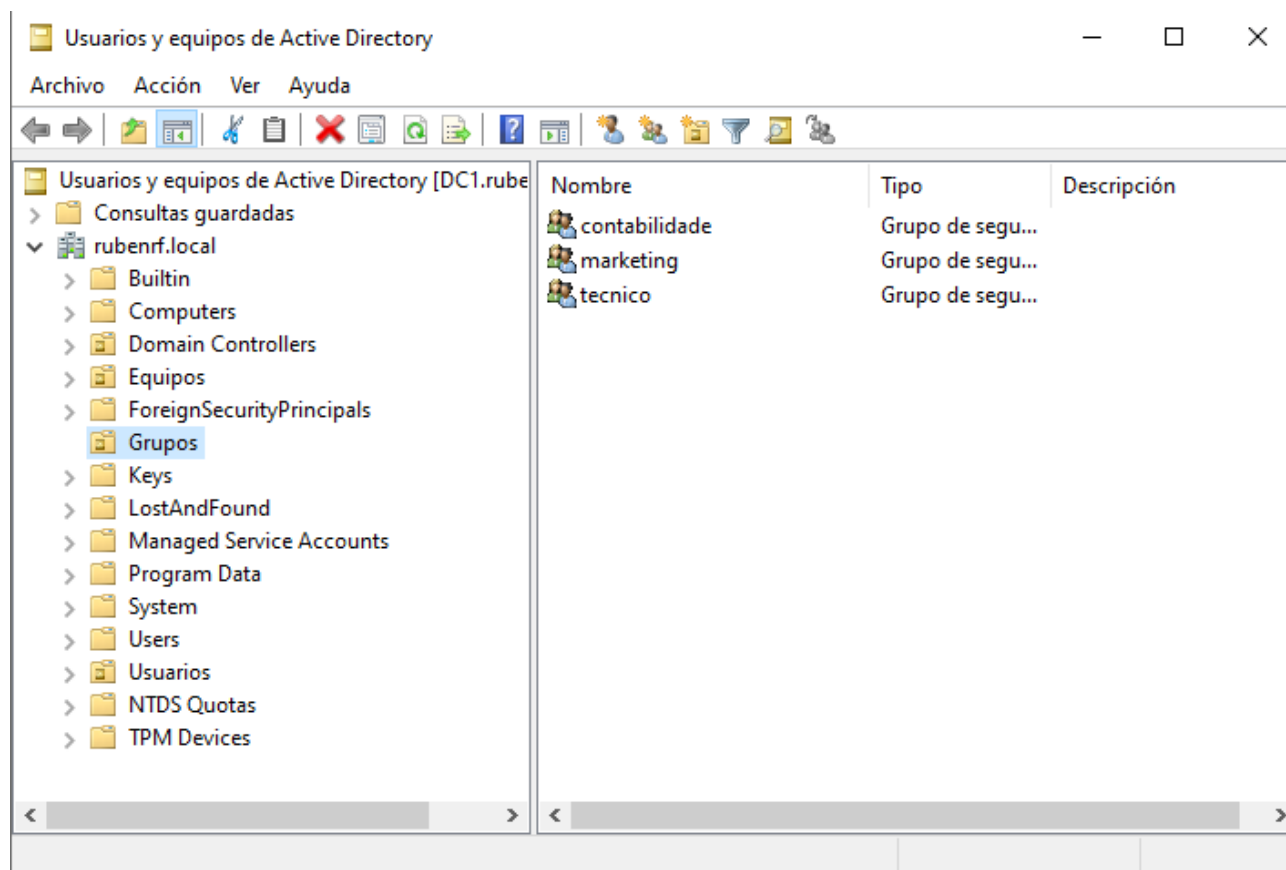 Usuarios y equipos de Active Directory
Archivo Acción Ver Ayuda
Usuarios y equipos de Active Directory [DC1.rube
Consultas guardadas
rubenrf.local
Builtin
Computers
Domain Controllers
Equipos
ForeignSecurityPrincipals
Grupos
Keys
LostAndFound
Managed Service Accounts
Program Data
System
Users
Usuarios
NTDS Quotas
TPM Devices
Nombre Tipo Descripción
contabilidade Grupo de segu...
marketing Grupo de segu...
tecnico Grupo de segu...